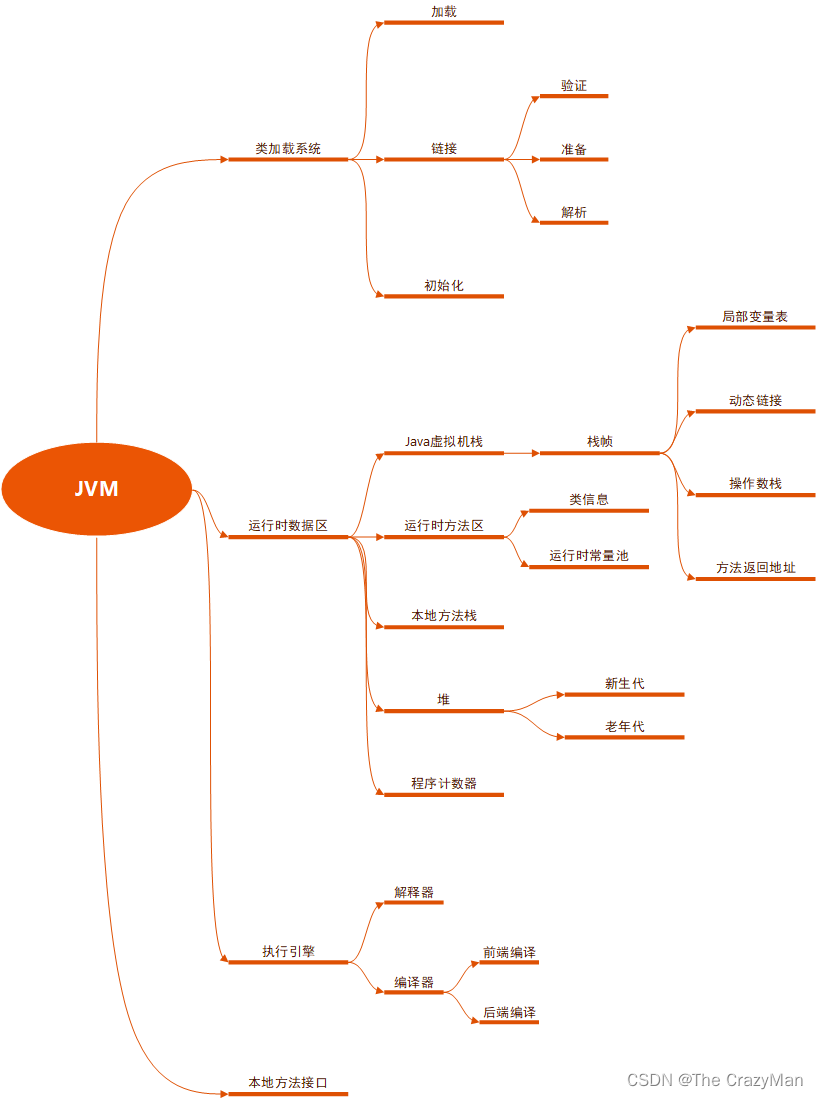 JVM
类加载系统
加载
链接
验证
准备
解析
初始化
运行时数据区
Java虚拟机栈
栈帧
局部变量表
动态链接
操作数栈
方法返回地址
运行时方法区
类信息
运行时常量池
本地方法栈
堆
新生代
老年代
程序计数器
执行引擎
解释器
编译器
前端编译
后端编译
本地方法接口
CSDN @The CrazyMan